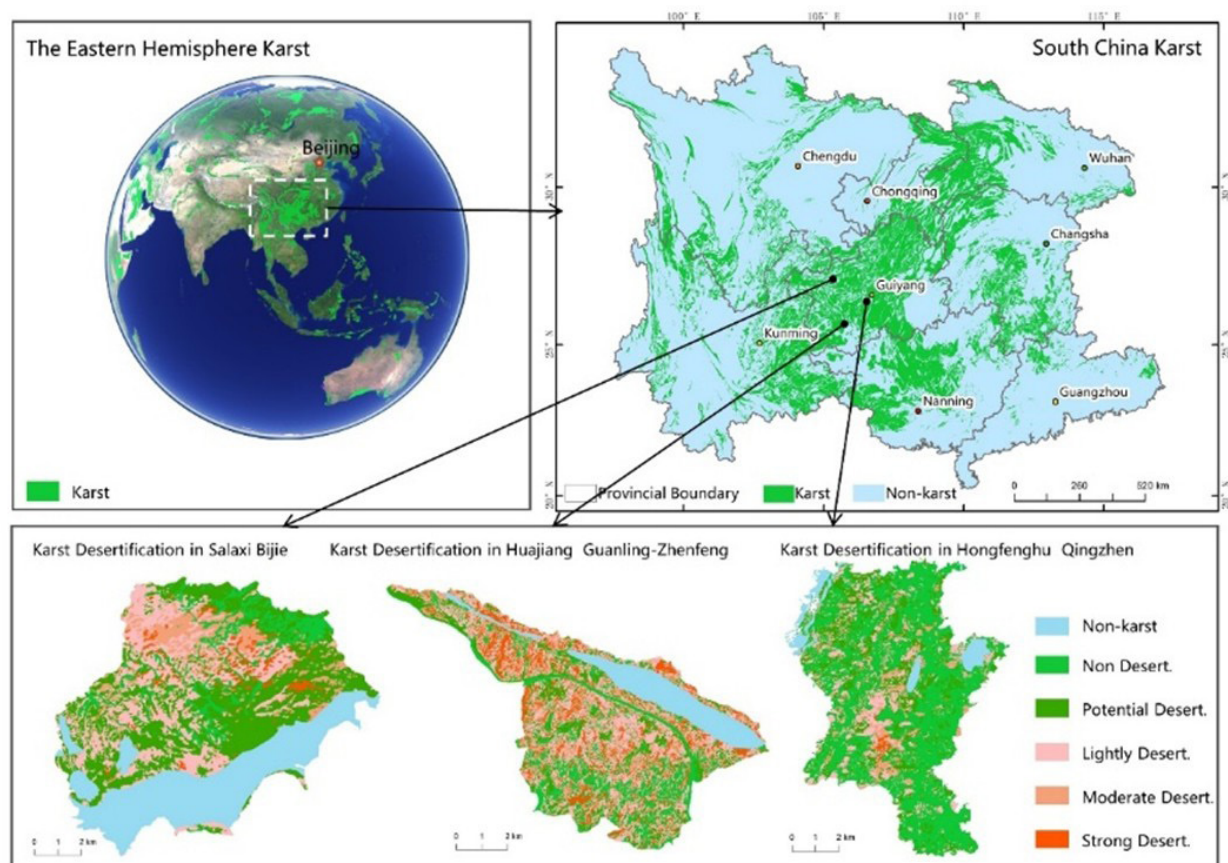 The Eastern Hemisphere Karst
Beijing
Karst
100° E
105° E
110° E
115° E
South China Karst
30° N
25° N
20° N
Chengdu
Wuhan
Chongqing
Changsha
Guiyang
Kunming
Guangzhou
Nanning
Provincial Boundary
Karst
Non-karst
0 260 520 km
Karst Desertification in Salaxi Bijie
0 1 2 km
Karst Desertification in Huajiang Guanling-Zhenfeng
0 1 2 km
Karst Desertification in Hongfenghu Qingzhen
0 1 2 km
Non-karst
Non Desert.
Potential Desert.
Lightly Desert.
Moderate Desert.
Strong Desert.